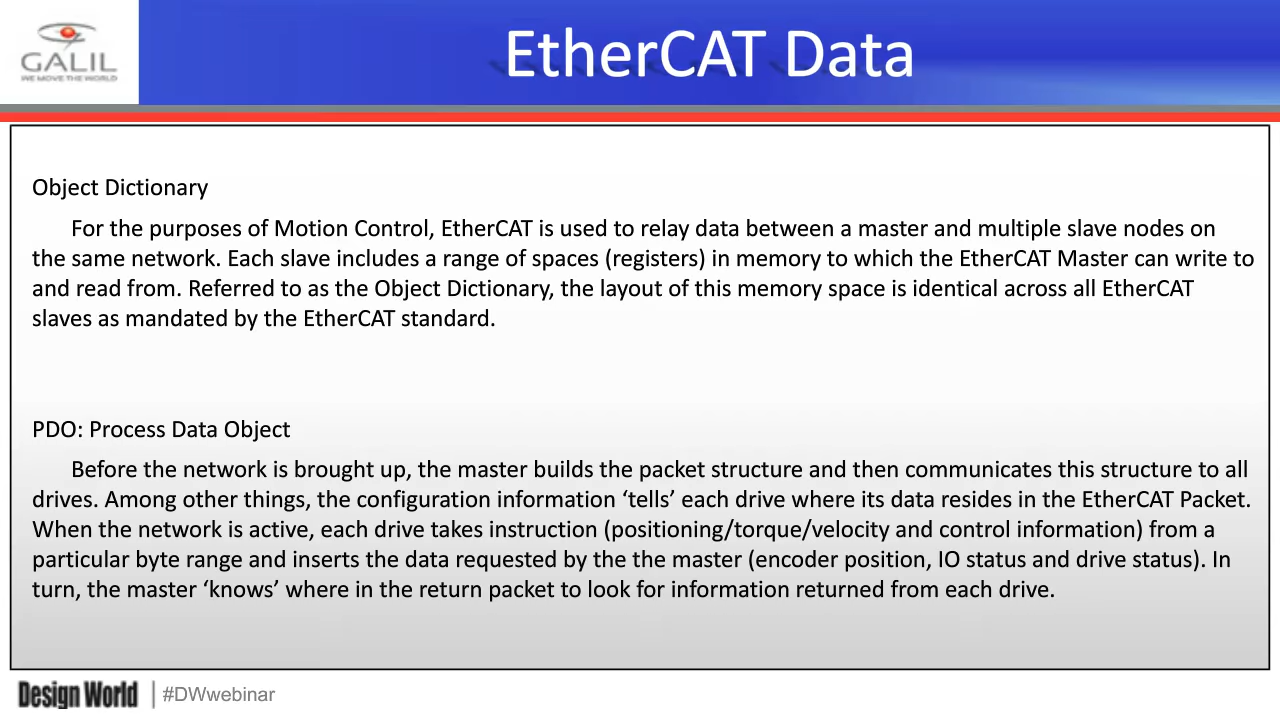 GALIL
WE MOVE THE WORLD
EtherCAT Data
Object Dictionary
For the purposes of Motion Control, EtherCAT is used to relay data between a master and multiple slave nodes on
the same network. Each slave includes a range of spaces (registers) in memory to which the EtherCAT Master can write to
and read from. Referred to as the Object Dictionary, the layout of this memory space is identical across all EtherCAT
slaves as mandated by the EtherCAT standard.
PDO: Process Data Object
Before the network is brought up, the master builds the packet structure and then communicates this structure to all
drives. Among other things, the configuration information ‘tells’ each drive where its data resides in the EtherCAT Packet.
When the network is active, each drive takes instruction (positioning/torque/velocity and control information) from a
particular byte range and inserts the data requested by the the master (encoder position, IO status and drive status). In
turn, the master ‘knows’ where in the return packet to look for information returned from each drive.
Design World | #DWwebinar